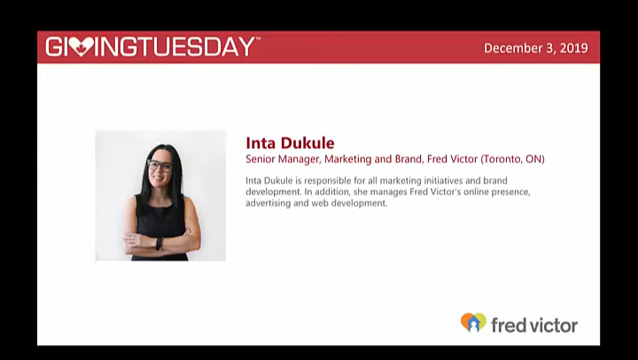 GIVINGTUESDAY™
December 3, 2019
Inta Dukule
Senior Manager, Marketing and Brand, Fred Victor (Toronto, ON)
Inta Dukule is responsible for all marketing initiatives and brand
development. In addition, she manages Fred Victor's online presence,
advertising and web development.
fred victor